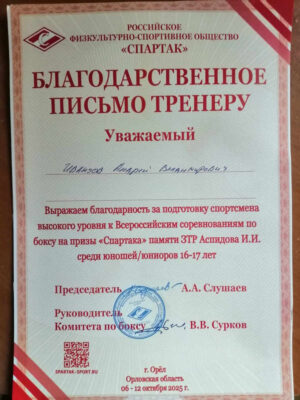 РОССИЙСКОЕ
ФИЗКУЛЬТУРНО-СПОРТИВНОЕ ОБЩЕСТВО
«СПАРТАК»
БЛАГОДАРСТВЕННОЕ
ПИСЬМО ТРЕНЕРУ
Уважаемый
Андрей Владимирович
Выражаем благодарность за подготовку спортсмена
высокого уровня к Всероссийским соревнованиям по
боксу на призы «Спартака» памяти ЗТР Аспидова И.И.
среди юношей/юниоров 16-17 лет
Председатель А.А. Слушаев
Руководитель
Комитета по боксу В.В. Сурков
SPARTAK-SPORT.RU
г. Орёл
Орловская область
06 - 12 октября 2025 г.